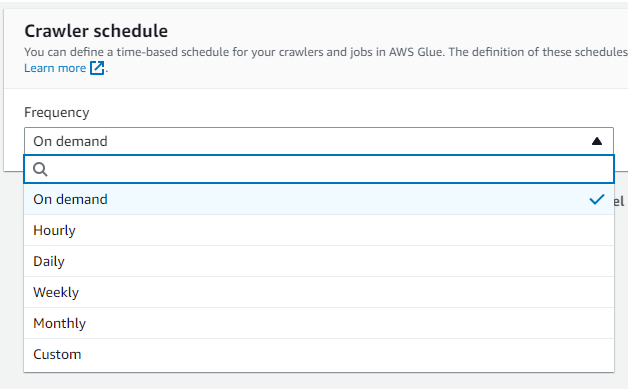 Crawler schedule
You can define a time-based schedule for your crawlers and jobs in AWS Glue. The definition of these schedules
Learn more.
Frequency
On demand
On demand
el
Hourly
Daily
Weekly
Monthly
Custom